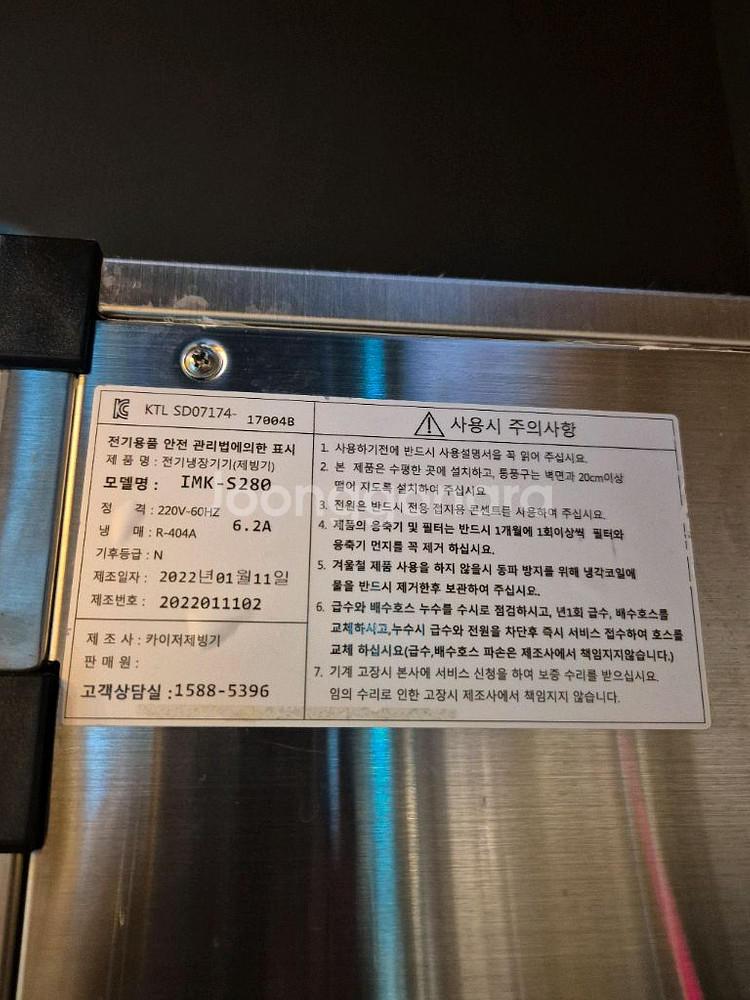 KTL SD07174- 17004B
전기용품 안전 관리법에의한 표시
제 품 명 : 전기냉장기기(제빙기)
모델명 : IMK-S280
정 격 : 220V-60HZ 6.2A
냉 매 : R-404A
기후등급 : N
제조일자 : 2022년01월11일
제조번호 : 2022011102
제 조 사 : 카이저제빙기
판 매 원 :
고객상담실 :1588-5396
사용시 주의사항
1. 사용하기전에 반드시 사용설명서을 꼭 읽어 주십시요.
2. 본 제품은 수평한 곳에 설치하고, 통풍구는 벽면과 20cm이상
떨어 지도록 설치하여 주십시요
3. 전원은 반드시 전용 접지용 콘센트를 사용하여 주십시요.
4. 제품의 응축기 및 필터는 반드시 1개월에 1회이상씩 필터와
응축기 먼지를 꼭 제거 하십시요.
5. 겨울철 제품 사용을 하지 않을시 동파 방지를 위해 냉각코일에
물을 반드시 제거한후 보관하여 주십시요.
6. 급수와 배수호스 누수를 수시로 점검하시고, 년1회 급수, 배수호스를
교체하시고,누수시 급수와 전원을 차단후 즉시 서비스 접수하여 호스를
교체 하십시요(급수,배수호스 파손은 제조사에서 책임지지않습니다.)
7. 기계 고장시 본사에 서비스 신청을 하여 보증 수리를 받으십시요.
임의 수리로 인한 고장시 제조사에서 책임지지 않습니다.
joongonara